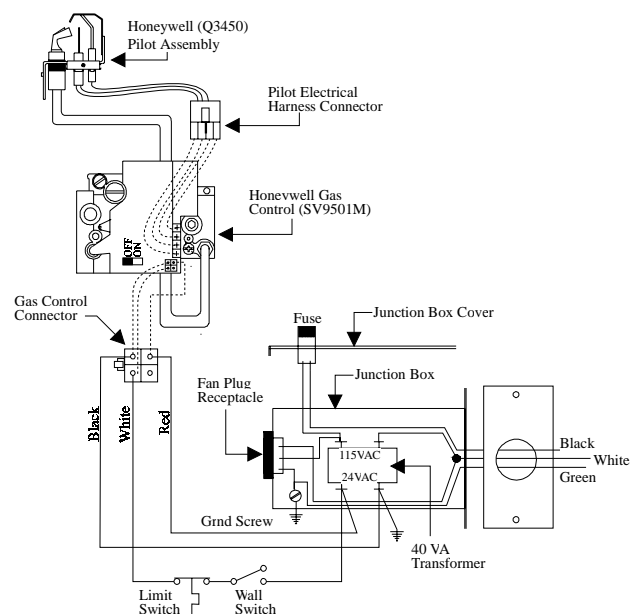 Honeywell (Q3450)
Pilot Assembly
Pilot Electrical
Harness Connector
Honeywell Gas
Control (SV9501M)
OFF
ON
Gas Control
Connector
Fuse
Junction Box Cover
Fan Plug
Receptacle
Junction Box
Black
White
Red
115VAC
24VAC
Black
White
Green
Grnd Screw
40 VA
Transformer
Limit
Switch
Wall
Switch